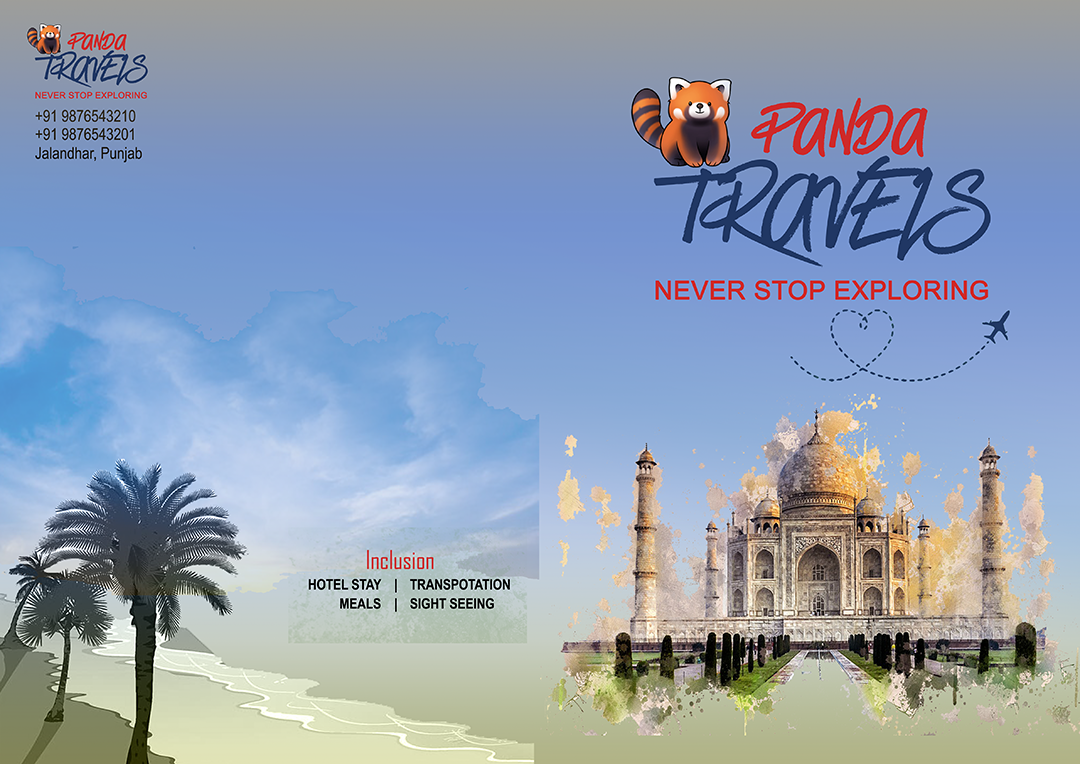 PANDA
TRAVELS
NEVER STOP EXPLORING
+91 9876543210
+91 9876543201
Jalandhar, Punjab
Inclusion
HOTEL STAY | TRANSPOTATION
MEALS | SIGHT SEEING
PANDA
TRAVELS
NEVER STOP EXPLORING